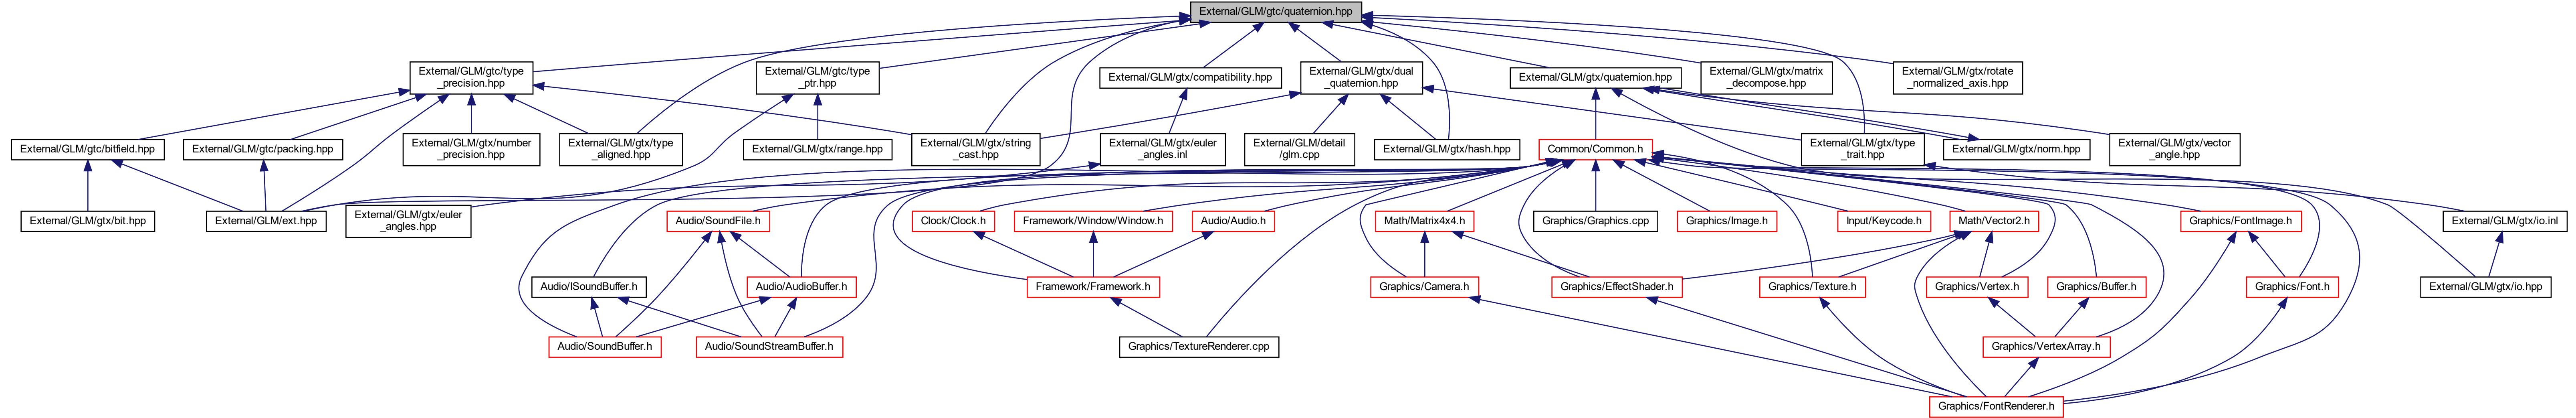 External/GLM/gtc/quaternion.hpp
External/GLM/gtc/type
_precision.hpp
External/GLM/gtc/type
_ptr.hpp
External/GLM/gtx/compatibility.hpp
External/GLM/gtx/dual
_quaternion.hpp
External/GLM/gtx/quaternion.hpp
External/GLM/gtx/matrix
_decompose.hpp
External/GLM/gtx/rotate
_normalized_axis.hpp
External/GLM/gtc/bitfield.hpp
External/GLM/gtc/packing.hpp
External/GLM/gtx/number
_precision.hpp
External/GLM/gtx/type
_aligned.hpp
External/GLM/gtx/range.hpp
External/GLM/gtx/string
_cast.hpp
External/GLM/gtx/euler
_angles.inl
External/GLM/detail
/glm.cpp
External/GLM/gtx/hash.hpp
Common/Common.h
External/GLM/gtx/type
_trait.hpp
External/GLM/gtx/norm.hpp
External/GLM/gtx/vector
_angle.hpp
External/GLM/gtx/bit.hpp
External/GLM/ext.hpp
External/GLM/gtx/euler
_angles.hpp
Audio/SoundFile.h
Clock/Clock.h
Framework/Window/Window.h
Audio/Audio.h
Math/Matrix4x4.h
Graphics/Graphics.cpp
Graphics/Image.h
Input/Keycode.h
Math/Vector2.h
Graphics/FontImage.h
External/GLM/gtx/io.inl
Audio/ISoundBuffer.h
Audio/AudioBuffer.h
Framework/Framework.h
Graphics/Camera.h
Graphics/EffectShader.h
Graphics/Texture.h
Graphics/Vertex.h
Graphics/Buffer.h
Graphics/Font.h
External/GLM/gtx/io.hpp
Audio/SoundBuffer.h
Audio/SoundStreamBuffer.h
Graphics/TextureRenderer.cpp
Graphics/VertexArray.h
Graphics/FontRenderer.h